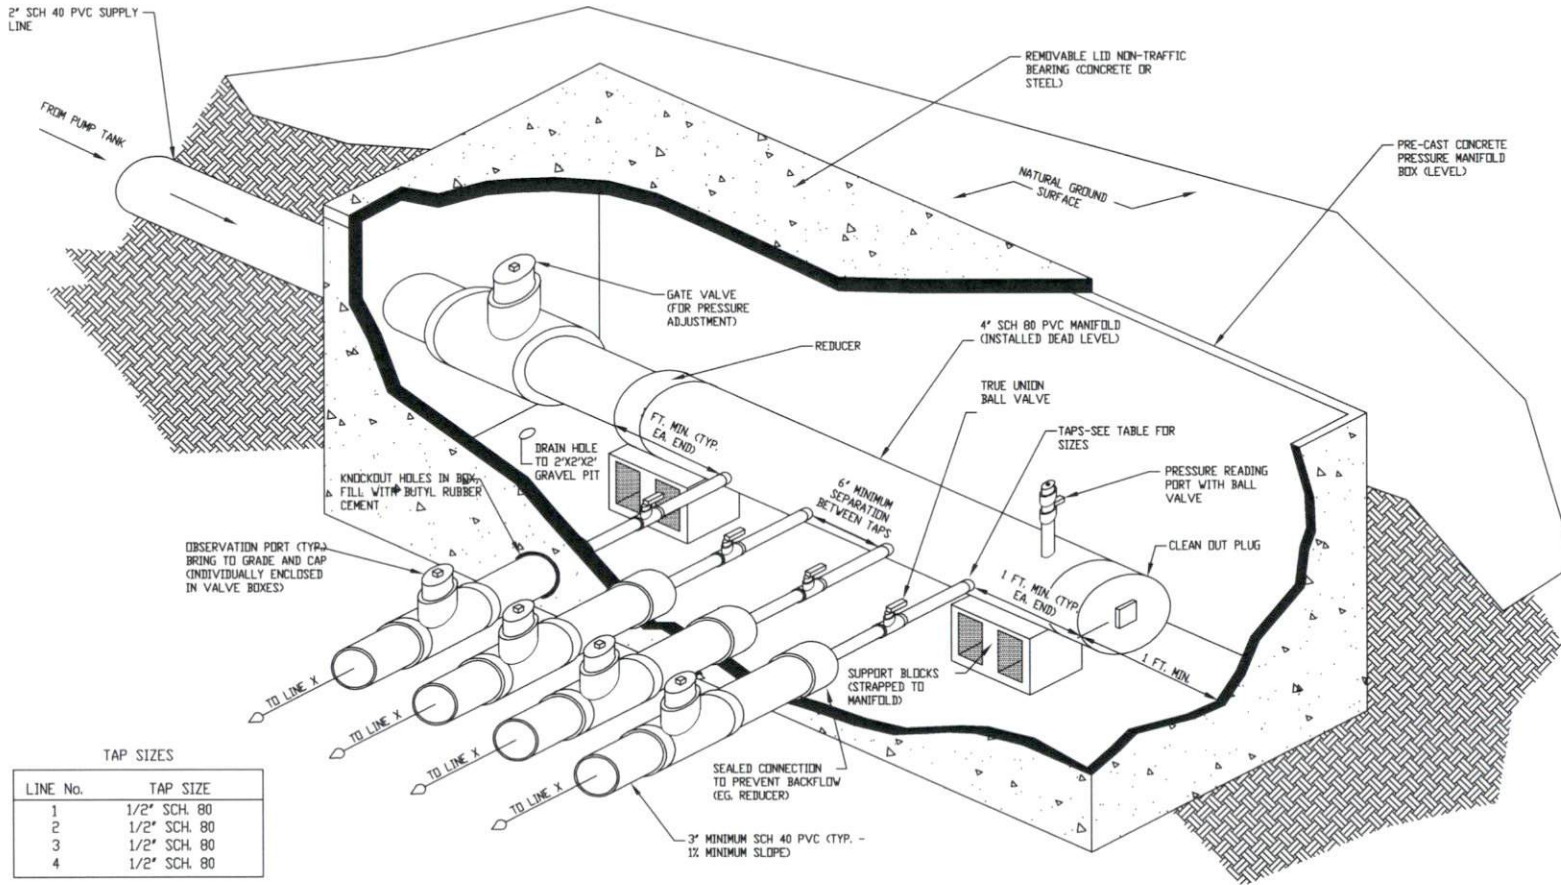 2" SCH 40 PVC SUPPLY
LINE
FROM PUMP TANK
REMOVABLE LID NON-TRAFFIC
BEARING (CONCRETE OR
STEEL)
PRE-CAST CONCRETE
PRESSURE MANIFOLD
BOX (LEVEL)
NATURAL GROUND
SURFACE
GATE VALVE
(FOR PRESSURE
ADJUSTMENT)
4" SCH 80 PVC MANIFOLD
(INSTALLED DEAD LEVEL)
REDUCER
TRUE UNION
BALL VALVE
TAPS-SEE TABLE FOR
SIZES
FT. MIN. (TYP.
EA. END)
DRAIN HOLE
TO 2'X2'X2'
GRAVEL PIT
6" MINIMUM
SEPARATION
BETWEEN TAPS
PRESSURE READING
PORT WITH BALL
VALVE
KNOCKOUT HOLES IN BOX,
FILL WITH BUTYL RUBBER
CEMENT
CLEAN OUT PLUG
OBSERVATION PORT (TYP.)
BRING TO GRADE AND CAP
(INDIVIDUALLY ENCLOSED
IN VALVE BOXES)
1 FT. MIN. (TYP.
EA. END)
1 FT. MIN.
SUPPORT BLOCKS
(STRAPPED TO
MANIFOLD)
TO LINE X
TO LINE X
TO LINE X
TO LINE X
SEALED CONNECTION
TO PREVENT BACKFLOW
(EG. REDUCER)
3" MINIMUM SCH 40 PVC (TYP. -
1% MINIMUM SLOPE)
TAP SIZES
LINE No. TAP SIZE
1 1/2" SCH. 80
2 1/2" SCH. 80
3 1/2" SCH. 80
4 1/2" SCH. 80